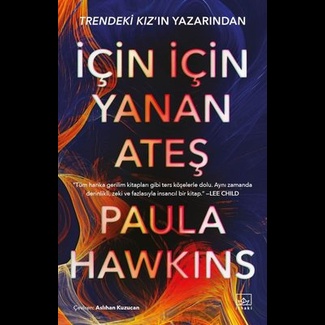 TRENDEKİ KIZ'IN YAZARINDAN
İÇİN İÇİN
YANAN
ATEŞ
"Tüm harika gerilim kitapları gibi ters köşelerle dolu. Aynı zamanda
derinlikli, zeki ve fazlasıyla insancıl bir kitap." –LEE CHILD
PAULA
HAWKINS
Çeviren: Aslıhan Kuzucan
ithaki